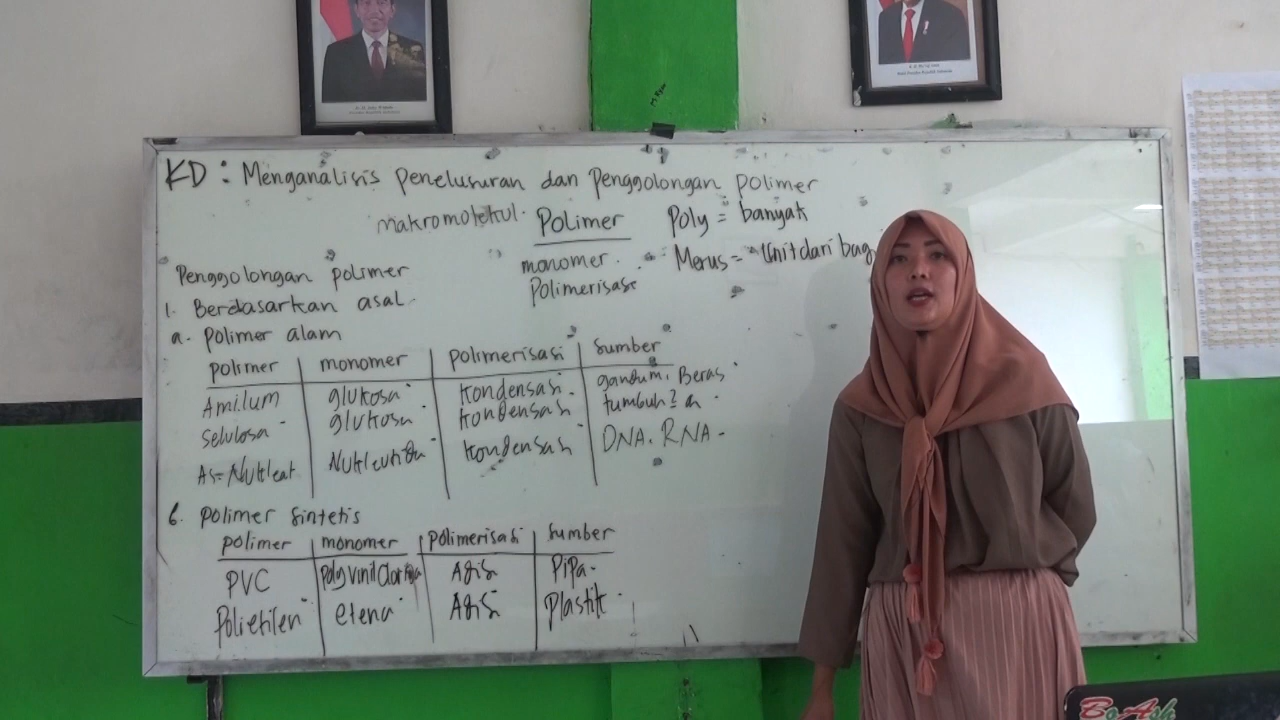 M. Ryan
KD : Menganalisis penelusuran dan penggolongan polimer
makromolekul.
Polimer Poly = banyak
monomer. Merus = Unit dari bag
Polimerisasi
Penggolongan polimer
1. Berdasarkan asal.
a. Polimer alam
polimer monomer polimerisasi sumber
Amilum glukosa kondensasi. gandum, Beras
Selulosa glukosa kondensasi tumbuh2 an
As= Nukleat Nukleutida kondensasi DNA. RNA
b. Polimer sintetis
polimer monomer polimerisasi sumber
PVC Adisi Pipa
Polietilen etena Adisi Plastik